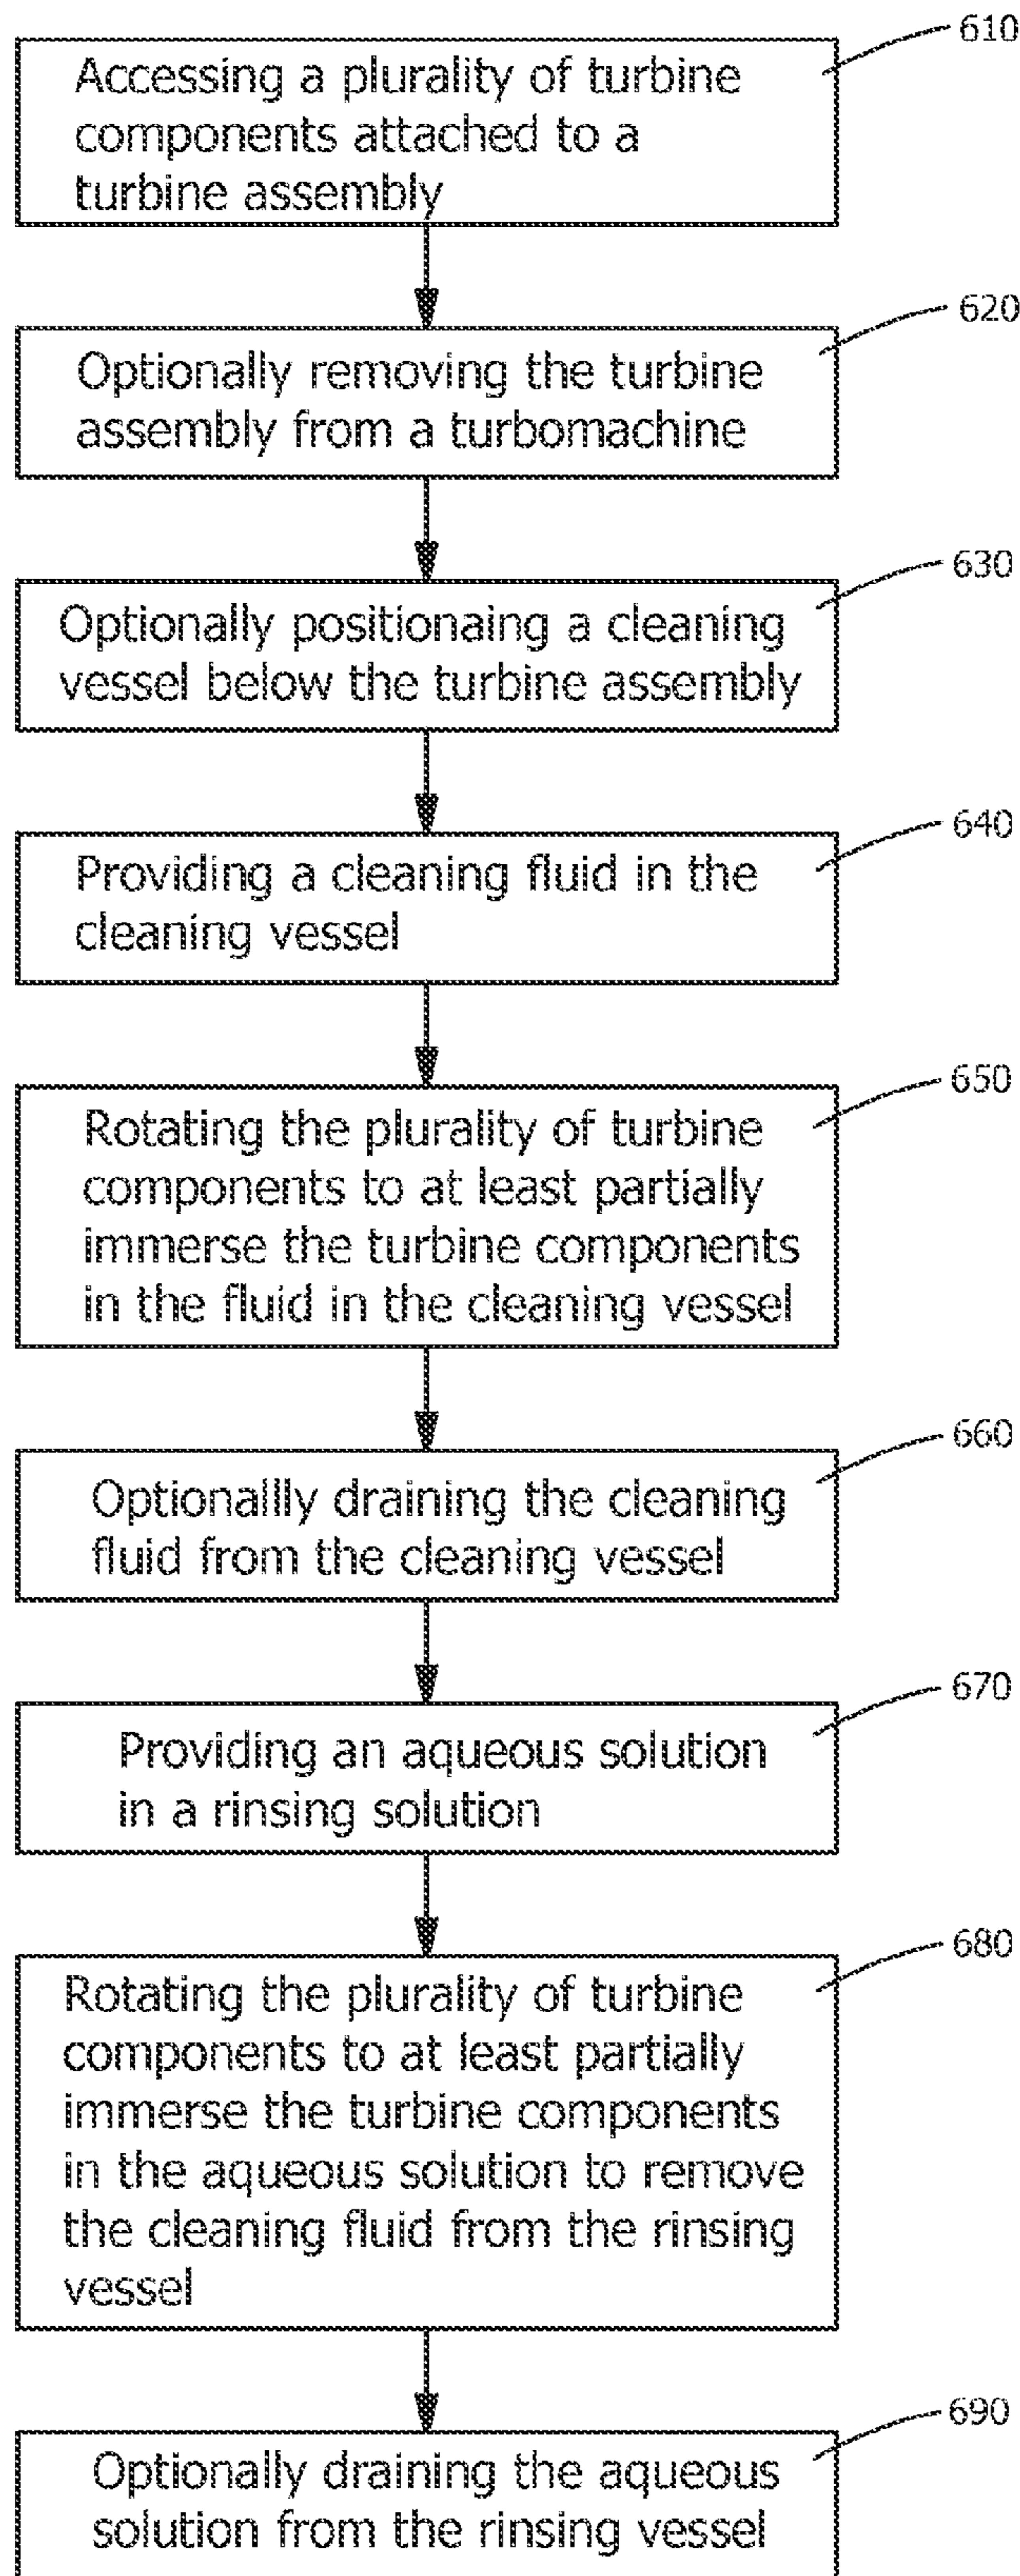 610
Accessing a plurality of turbine
components attached to a
turbine assembly
620
Optionally removing the turbine
assembly from a turbomachine
630
Optionally positionaing a cleaning
vessel below the turbine assembly
640
Providing a cleaning fluid in the
cleaning vessel
650
Rotating the plurality of turbine
components to at least partially
immerse the turbine components
in the fluid in the cleaning vessel
660
Optionallly draining the cleaning
fluid from the cleaning vessel
670
Providing an aqueous solution
in a rinsing solution
680
Rotating the plurality of turbine
components to at least partially
immerse the turbine components
in the aqueous solution to remove
the cleaning fluid from the rinsing
vessel
690
Optionally draining the aqueous
solution from the rinsing vessel